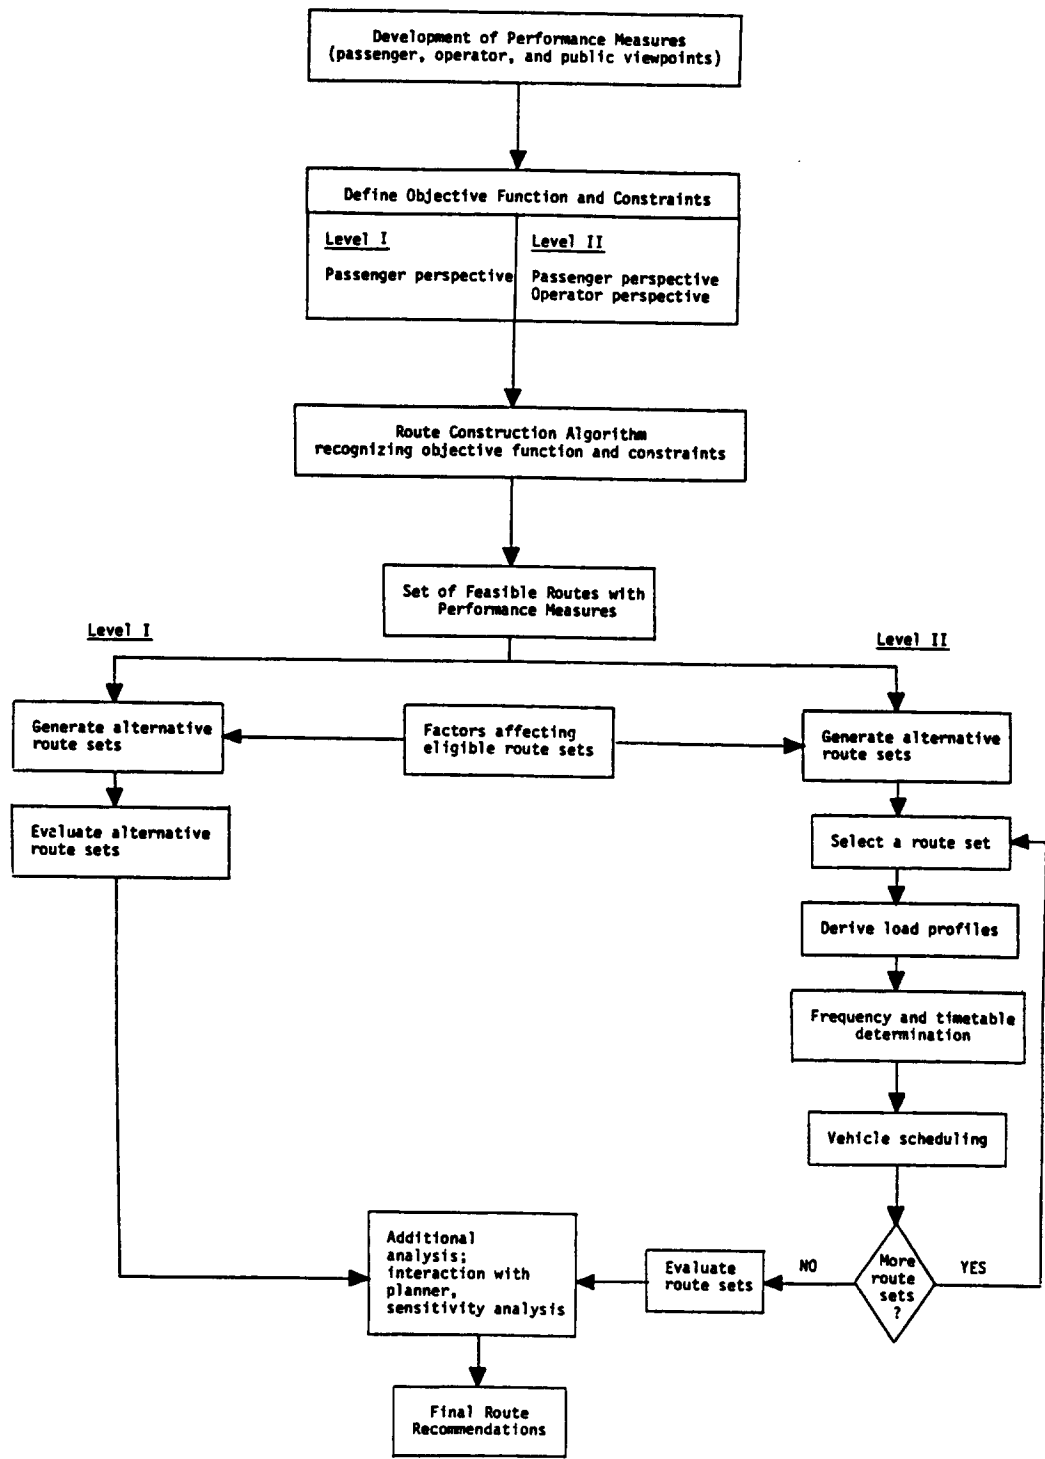 Development of Performance Measures
(passenger, operator, and public viewpoints)
Define Objective Function and Constraints
Level I
Passenger perspective
Level II
Passenger perspective
Operator perspective
Route Construction Algorithm
recognizing objective function and constraints
Set of Feasible Routes with
Performance Measures
Level I
Level II
Generate alternative
route sets
Factors affecting
eligible route sets
Generate alternative
route sets
Evaluate alternative
route sets
Select a route set
Derive load profiles
Frequency and timetable
determination
Vehicle scheduling
More
route
sets
?
YES
NO
Evaluate
route sets
Additional
analysis;
interaction with
planner,
sensitivity analysis
Final Route
Recommendations